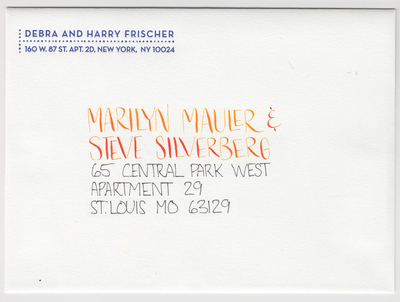 DEBRA AND HARRY FRISCHER
160 W. 87 ST. APT. 2D, NEW YORK, NY 10024
MARILYN MAULER &
STEVE SILVERBERG
65 CENTRAL PARK WEST
APARTMENT 29
ST. LOUIS MO 63129